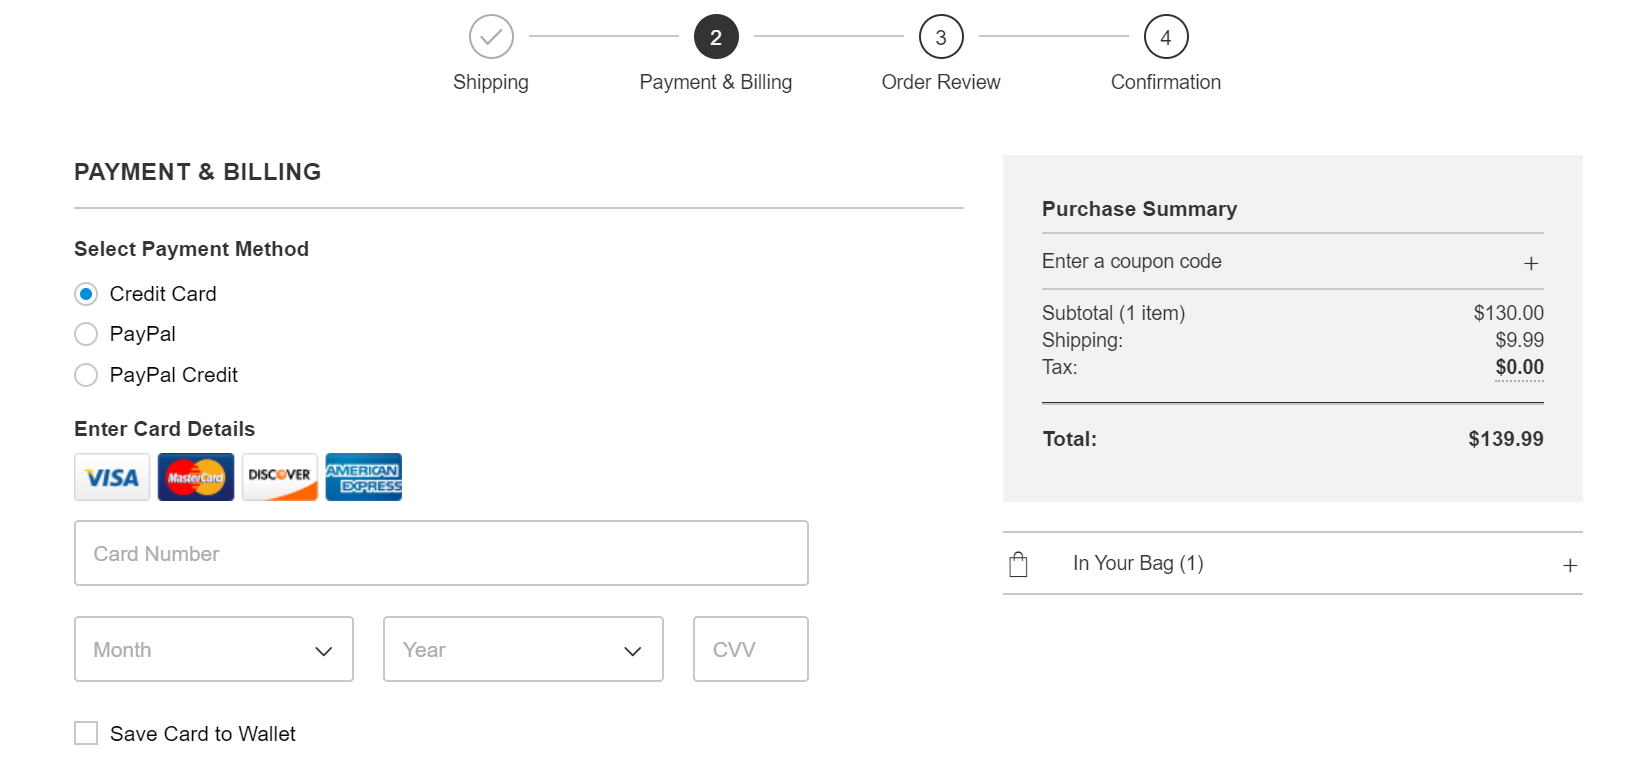 2 3 4
Shipping Payment & Billing Order Review Confirmation
PAYMENT & BILLING
Select Payment Method
Credit Card
PayPal
PayPal Credit
Enter Card Details
VISA MasterCard DISCOVER AMERICAN EXPRESS
Card Number
Month Year CVV
Save Card to Wallet
Purchase Summary
Enter a coupon code +
Subtotal (1 item) $130.00
Shipping: $9.99
Tax: $0.00
Total: $139.99
In Your Bag (1) +